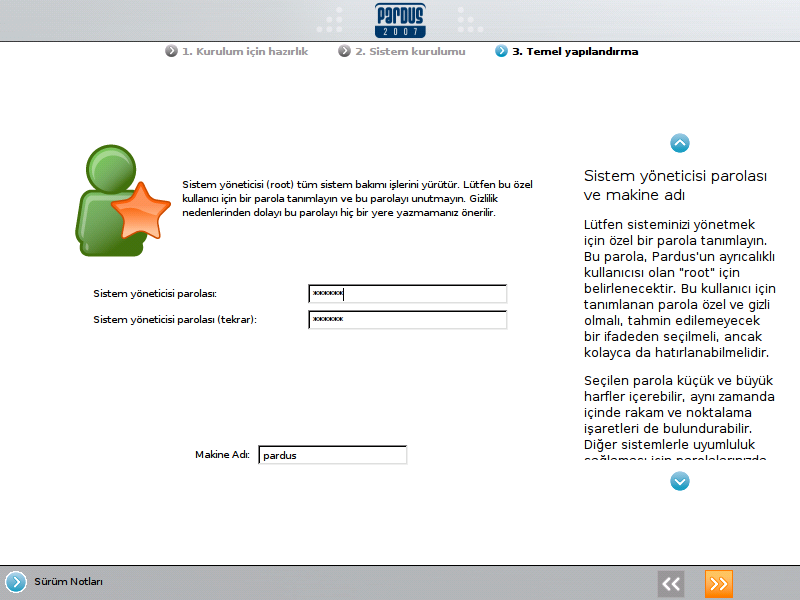 PARDUS
2007
1. Kurulum için hazırlık
2. Sistem kurulumu
3. Temel yapılandırma
Sistem yöneticisi (root) tüm sistem bakımı işlerini yürütür. Lütfen bu özel
kullanıcı için bir parola tanımlayın ve bu parolayı unutmayın. Gizlilik
nedenlerinden dolayı bu parolayı hiç bir yere yazmamanız önerilir.
Sistem yöneticisi parolası:
******
Sistem yöneticisi parolası (tekrar):
******
Makine Adı:
pardus
Sistem yöneticisi parolası
ve makine adı
Lütfen sisteminizi yönetmek
için özel bir parola tanımlayın.
Bu parola, Pardus'un ayrıcalıklı
kullanıcısı olan "root" için
belirlenecektir. Bu kullanıcı için
tanımlanan parola özel ve gizli
olmalı, tahmin edilemeyecek
bir ifadeden seçilmeli, ancak
kolayca da hatırlanabilmelidir.
Seçilen parola küçük ve büyük
harfler içerebilir, aynı zamanda
içinde rakam ve noktalama
işaretleri de bulundurabilir.
Diğer sistemlerle uyumluluk
sağlaması için parolalarınızda
Sürüm Notları